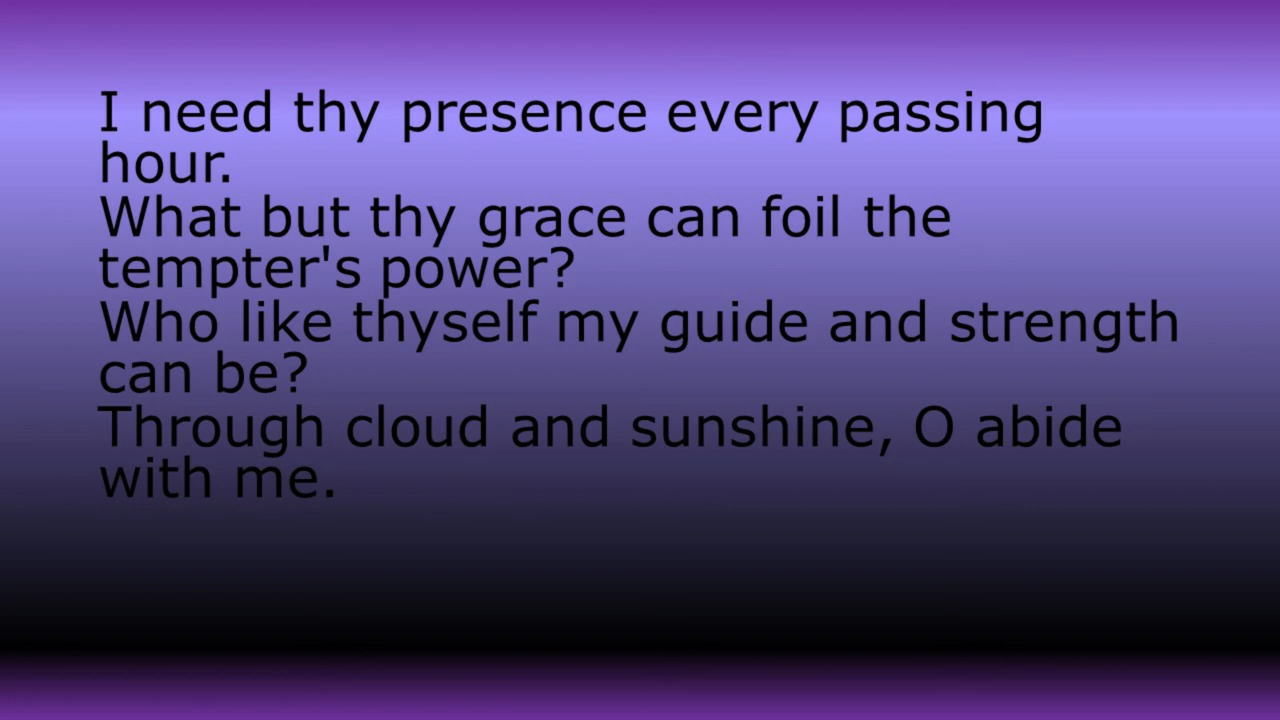 I need thy presence every passing
hour.
What but thy grace can foil the
tempter's power?
Who like thyself my guide and strength
can be?
Through cloud and sunshine, O abide
with me.